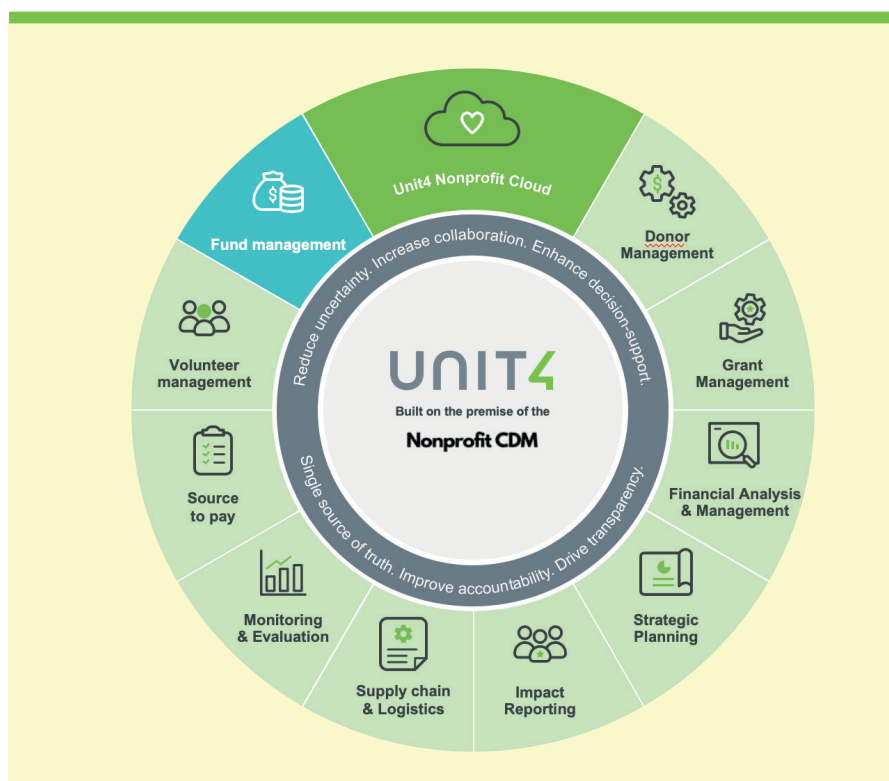 Unit4 Nonprofit Cloud
Donor
Management
Grant
Management
Financial Analysis
& Management
Strategic
Planning
Impact
Reporting
Supply chain
& Logistics
Monitoring
& Evaluation
Source
to pay
Volunteer
management
Fund management
Reduce uncertainty. Increase collaboration. Enhance decision-support.
Single source of truth. Improve accountability. Drive transparency.
UNIT4
Built on the premise of the
Nonprofit CDM
$
$